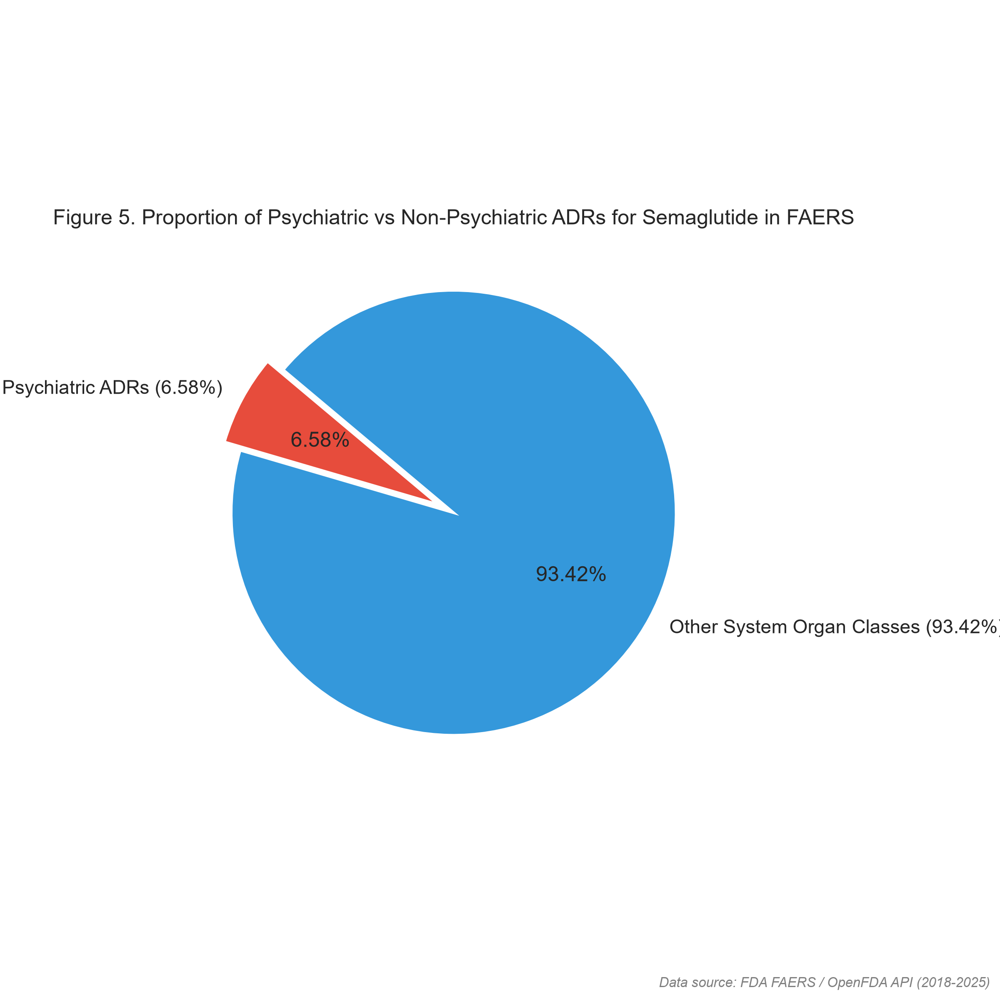 Figure 5. Proportion of Psychiatric vs Non-Psychiatric ADRs for Semaglutide in FAERS
Psychiatric ADRs (6.58%)
6.58%
93.42%
Other System Organ Classes (93.42%)
Data source: FDA FAERS / OpenFDA API (2018-2025)